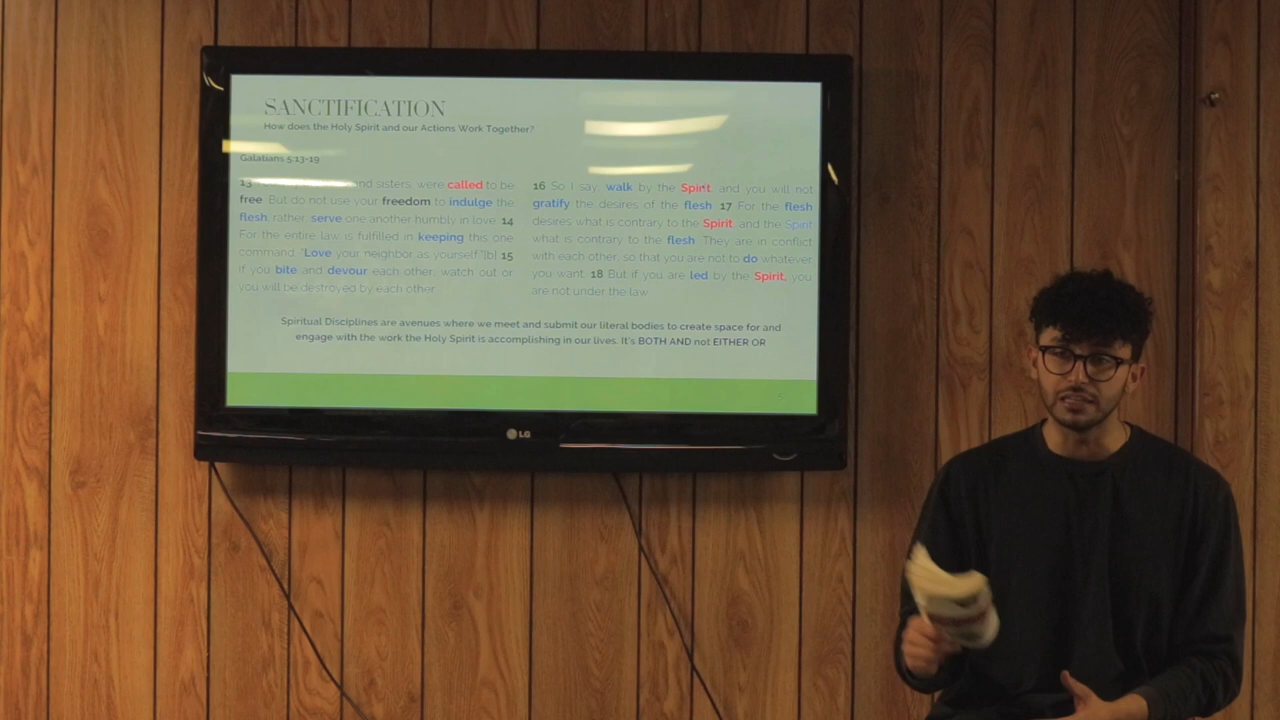 SANCTIFICATION
How does the Holy Spirit and our Actions Work Together?
Galatians 5:13-19
13 nd sisters, were called to be
free. But do not use your freedom to indulge the
flesh, rather, serve one another humbly in love. 14
For the entire law is fulfilled in keeping this one
command: "Love your neighbor as yourself."[b] 15
If you bite and devour each other, watch out or
you will be destroyed by each other.
16 So I say, walk by the Spirit, and you will not
gratify the desires of the flesh. 17 For the flesh
desires what is contrary to the Spirit, and the Spirit
what is contrary to the flesh. They are in conflict
with each other, so that you are not to do whatever
you want. 18 But if you are led by the Spirit, you
are not under the law.
Spiritual Disciplines are avenues where we meet and submit our literal bodies to create space for and
engage with the work the Holy Spirit is accomplishing in our lives. It's BOTH AND not EITHER OR
LG